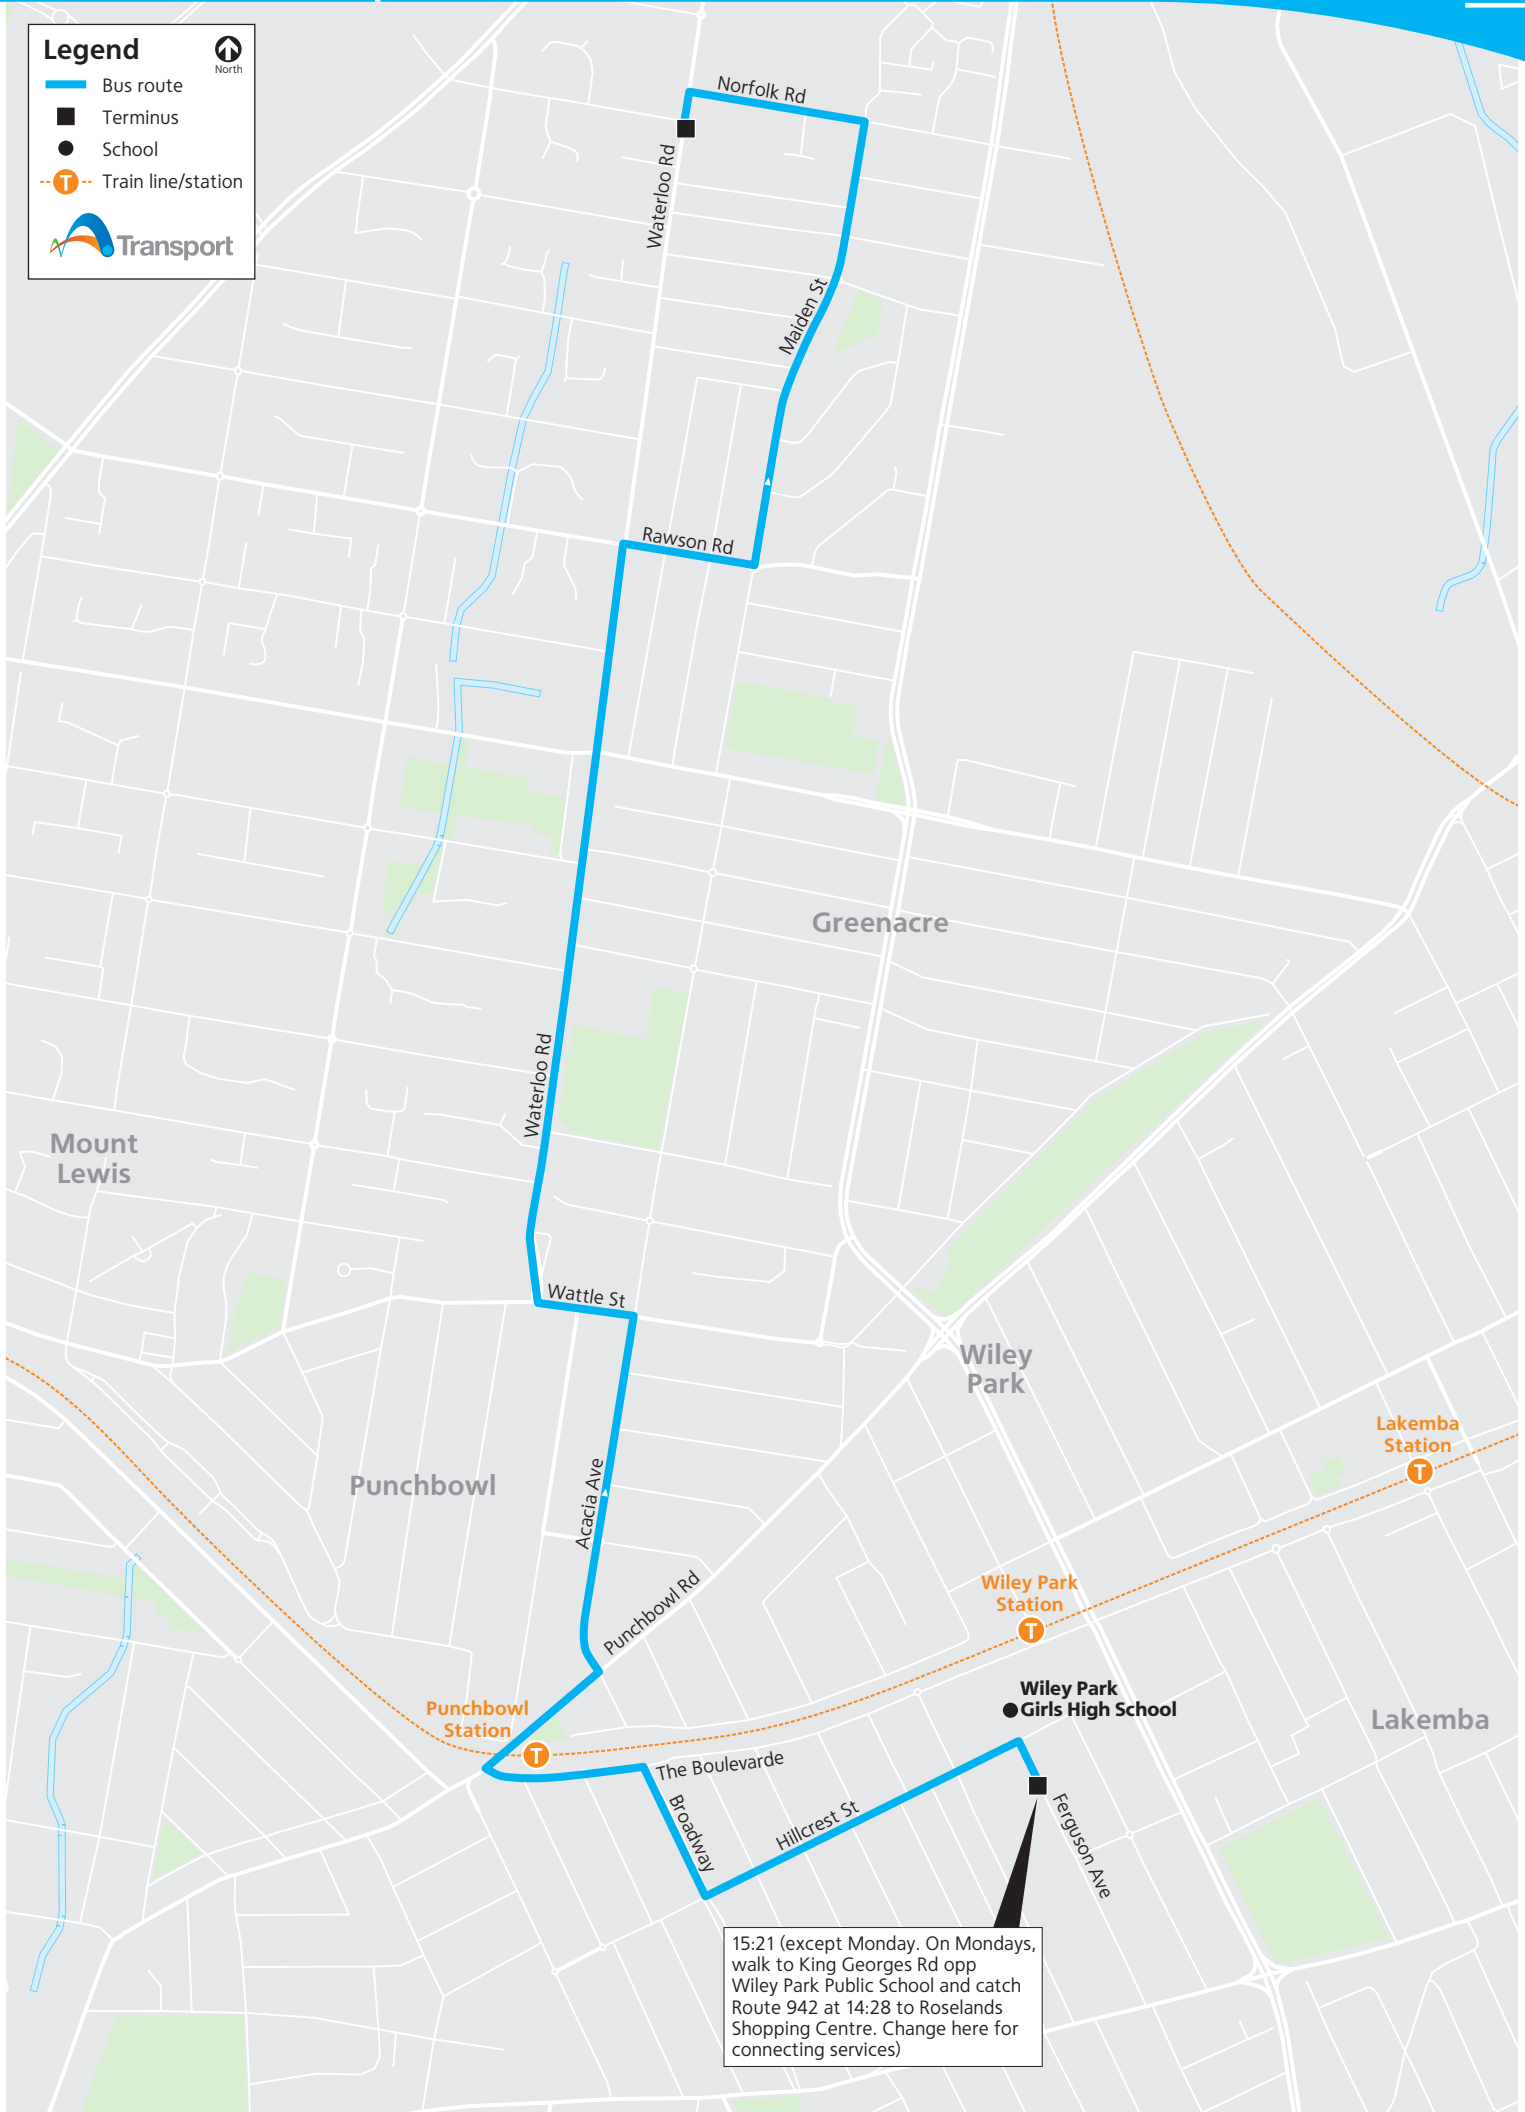 Legend
North
Bus route
Terminus
School
T Train line/station
Transport
Norfolk Rd
Waterloo Rd
Maiden St
Rawson Rd
Greenacre
Waterloo Rd
Mount
Lewis
Wattle St
Wiley
Park
Lakemba
Station
T
Punchbowl
Acacia Ave
Wiley Park
Station
T
Punchbowl Rd
Wiley Park
Girls High School
Punchbowl
Station
T
Lakemba
The Boulevarde
Broadway
Hillcrest St
Ferguson Ave
15:21 (except Monday. On Mondays,
walk to King Georges Rd opp
Wiley Park Public School and catch
Route 942 at 14:28 to Roselands
Shopping Centre. Change here for
connecting services)